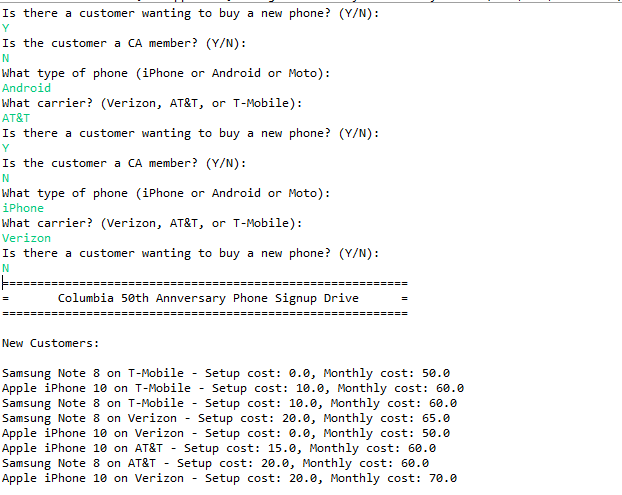 Is there a customer wanting to buy a new phone? (Y/N):
Y
Is the customer a CA member? (Y/N):
N
What type of phone (iPhone or Android or Moto):
Android
What carrier? (Verizon, AT&T, or T-Mobile):
AT&T
Is there a customer wanting to buy a new phone? (Y/N):
Y
Is the customer a CA member? (Y/N):
N
What type of phone (iPhone or Android or Moto):
iPhone
What carrier? (Verizon, AT&T, or T-Mobile):
Verizon
Is there a customer wanting to buy a new phone? (Y/N):
N
==========================================================
=       Columbia 50th Annversary Phone Signup Drive      =
==========================================================
New Customers:
Samsung Note 8 on T-Mobile - Setup cost: 0.0, Monthly cost: 50.0
Apple iPhone 10 on T-Mobile - Setup cost: 10.0, Monthly cost: 60.0
Samsung Note 8 on T-Mobile - Setup cost: 10.0, Monthly cost: 60.0
Samsung Note 8 on Verizon - Setup cost: 20.0, Monthly cost: 65.0
Apple iPhone 10 on Verizon - Setup cost: 0.0, Monthly cost: 50.0
Apple iPhone 10 on AT&T - Setup cost: 15.0, Monthly cost: 60.0
Samsung Note 8 on AT&T - Setup cost: 20.0, Monthly cost: 60.0
Apple iPhone 10 on Verizon - Setup cost: 20.0, Monthly cost: 70.0